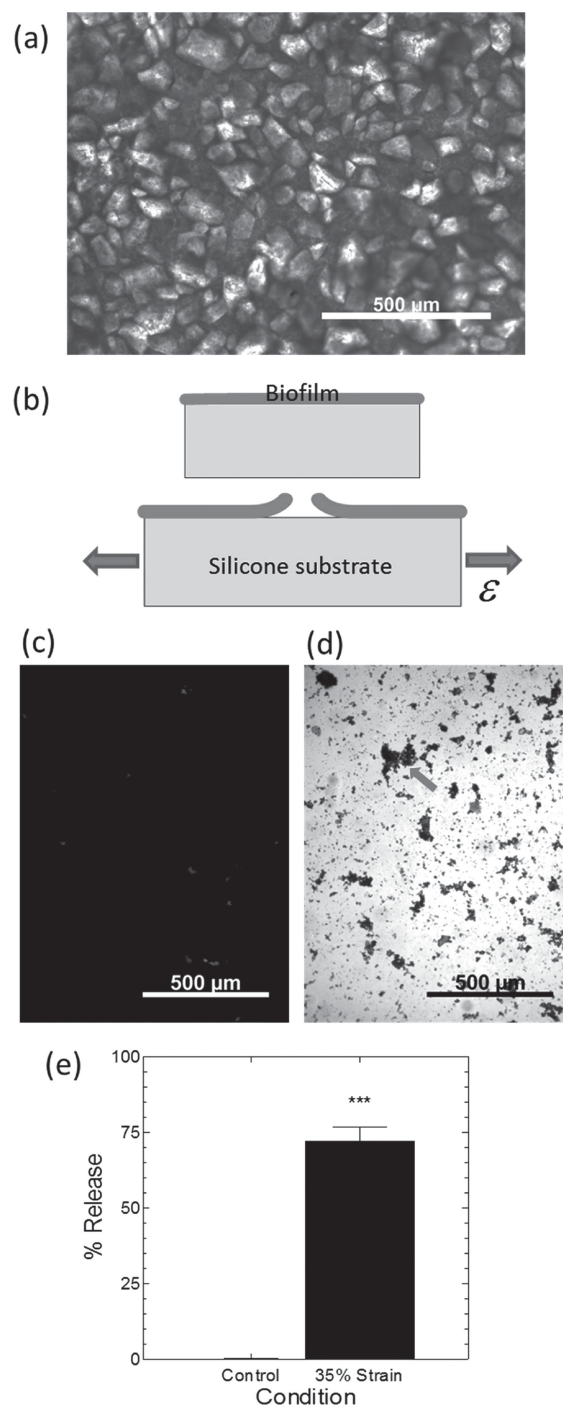 (a)
500 µm
(b)
Biofilm
Silicone substrate
ε
(c)
(d)
500 µm
500 µm
(e)
100
75
50
25
0
% Release
***
Control
35% Strain
Condition